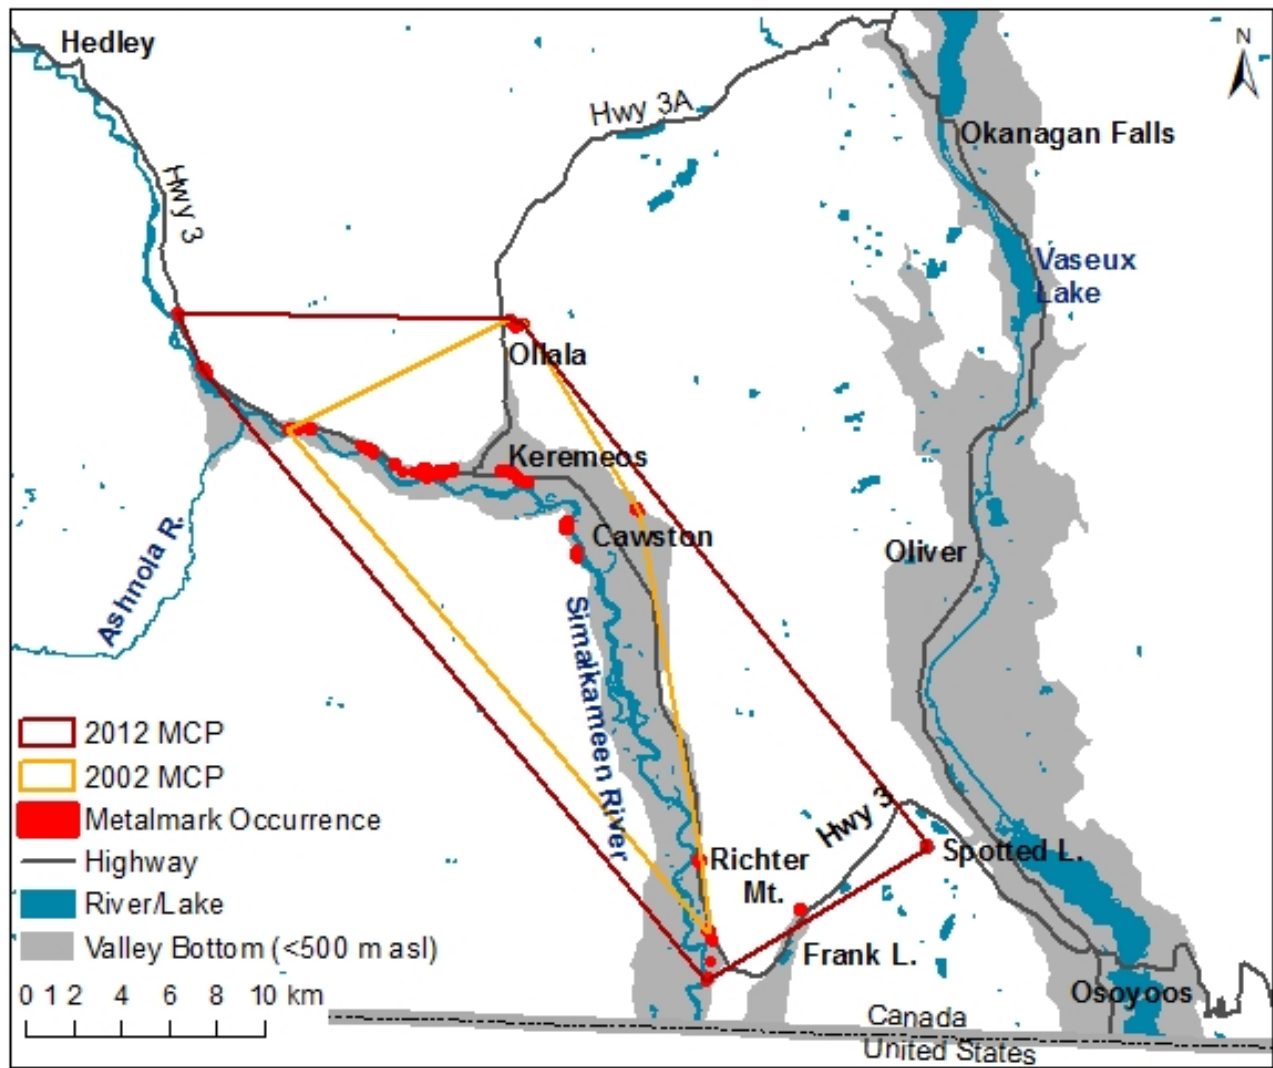 Hedley
N
Hwy 3A
Okanagan Falls
Hwy 3
Vaseux
Lake
Ollala
Keremeos
Cawston
Oliver
Ashnola R.
Similkameen River
2012 MCP
2002 MCP
Metalmark Occurrence
Highway
River/Lake
Valley Bottom (<500 m asl)
Hwy 3
Richter
Mt.
Spotted L.
Frank L.
Osoyoos
0 1 2 4 6 8 10 km
Canada
United States